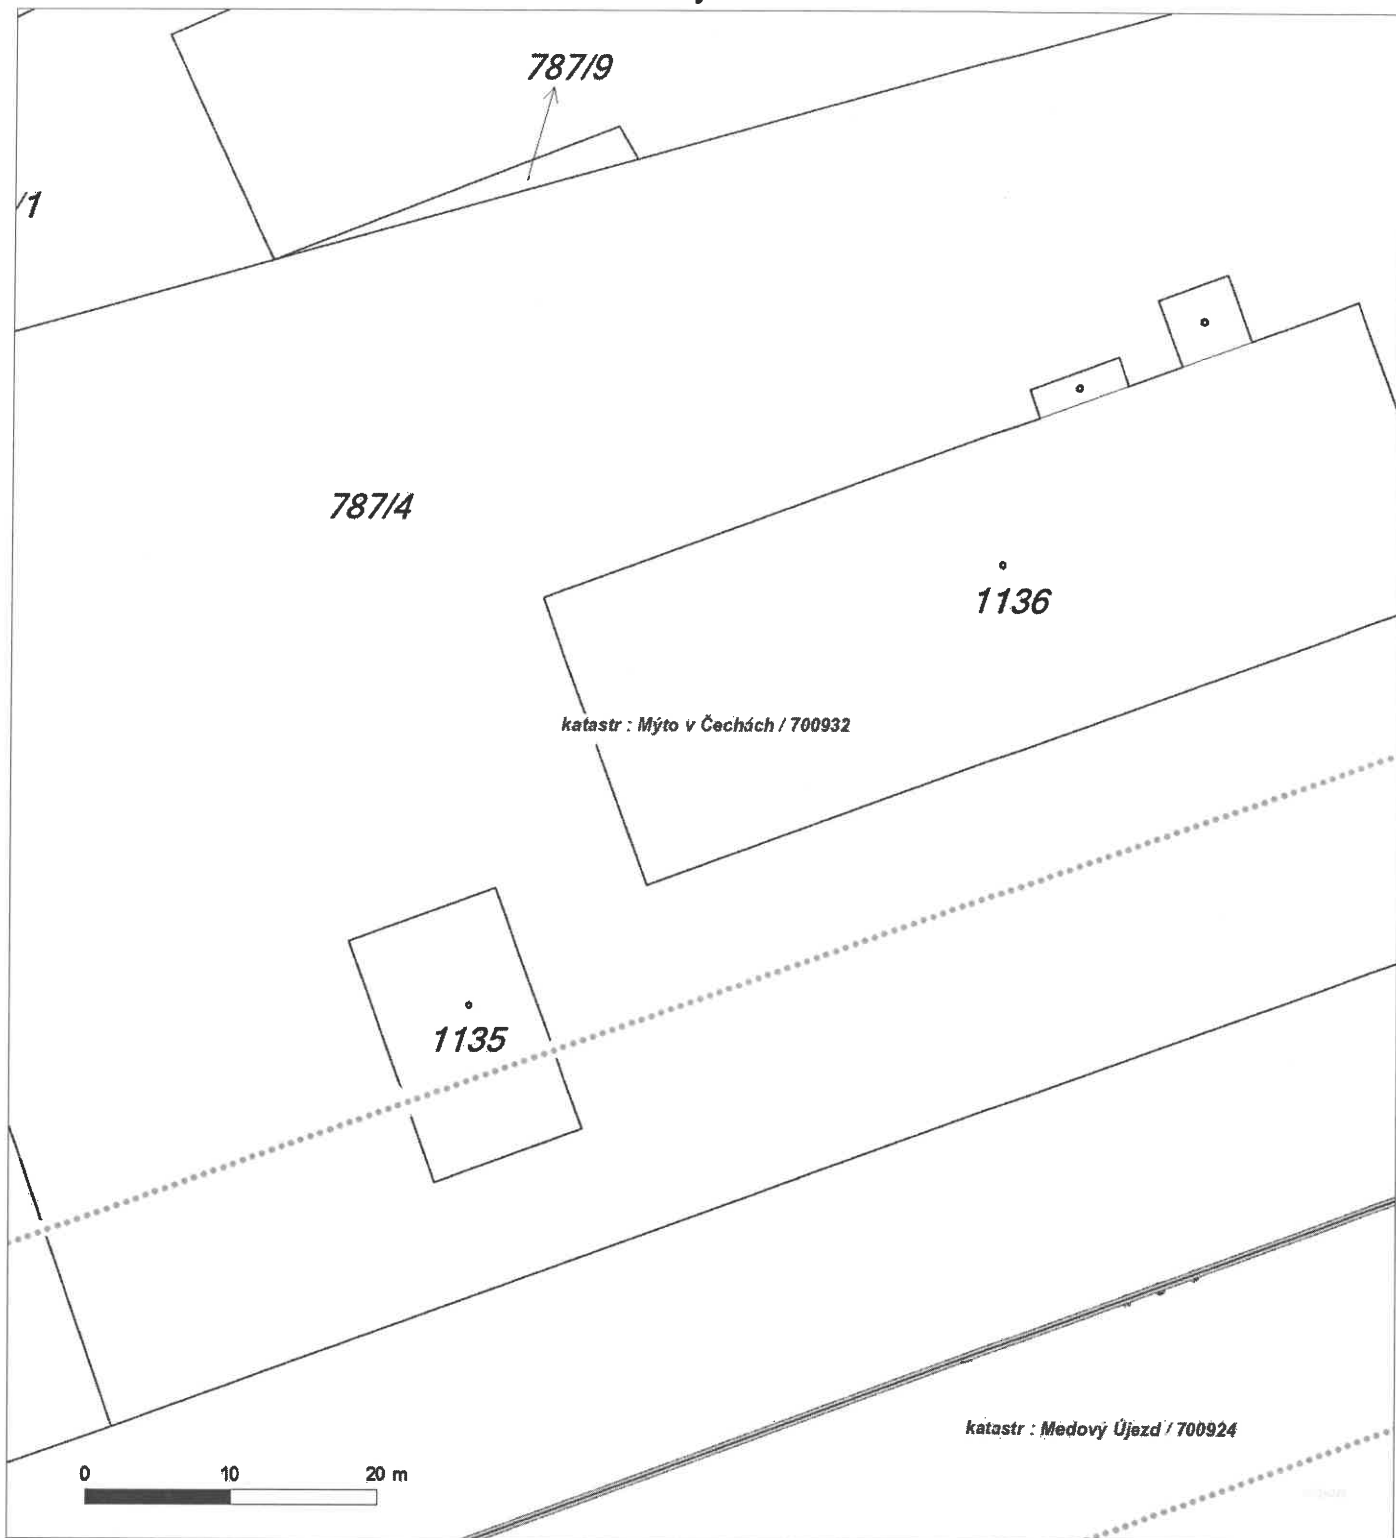 787/9
/1
787/4
1136
katastr : Mýto v Čechách / 700932
1135
katastr : Medový Újezd / 700924
0 10 20 m